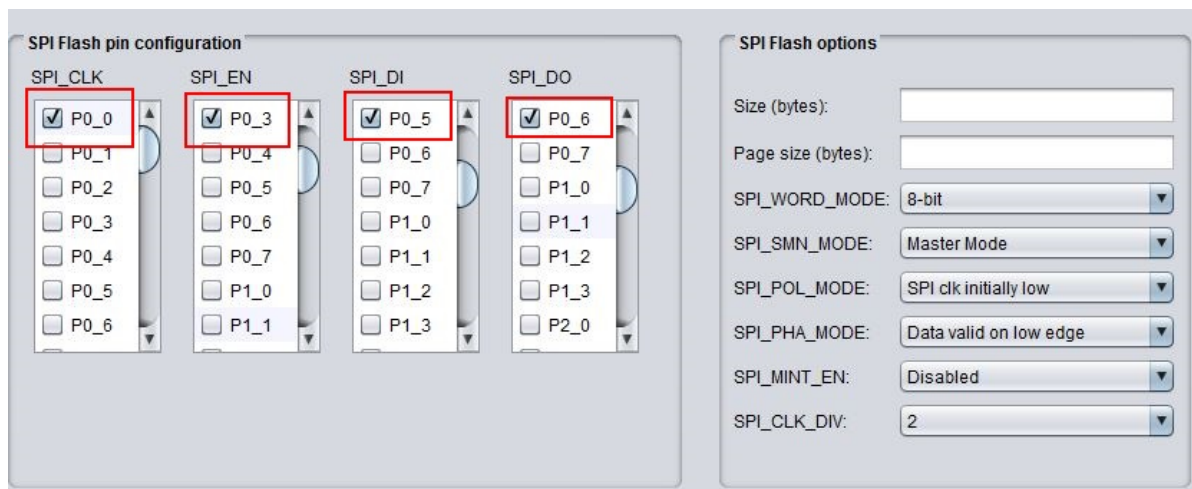 SPI Flash pin configuration
SPI_CLK SPI_EN SPI_DI SPI_DO
P0_0 P0_3 P0_5 P0_6
P0_1 P0_4 P0_6 P0_7
P0_2 P0_5 P0_7 P1_0
P0_3 P0_6 P1_0 P1_1
P0_4 P0_7 P1_1 P1_2
P0_5 P1_0 P1_2 P1_3
P0_6 P1_1 P1_3 P2_0
SPI Flash options
Size (bytes):
Page size (bytes):
SPI_WORD_MODE: 8-bit
SPI_SMN_MODE: Master Mode
SPI_POL_MODE: SPI clk initially low
SPI_PHA_MODE: Data valid on low edge
SPI_MINT_EN: Disabled
SPI_CLK_DIV: 2